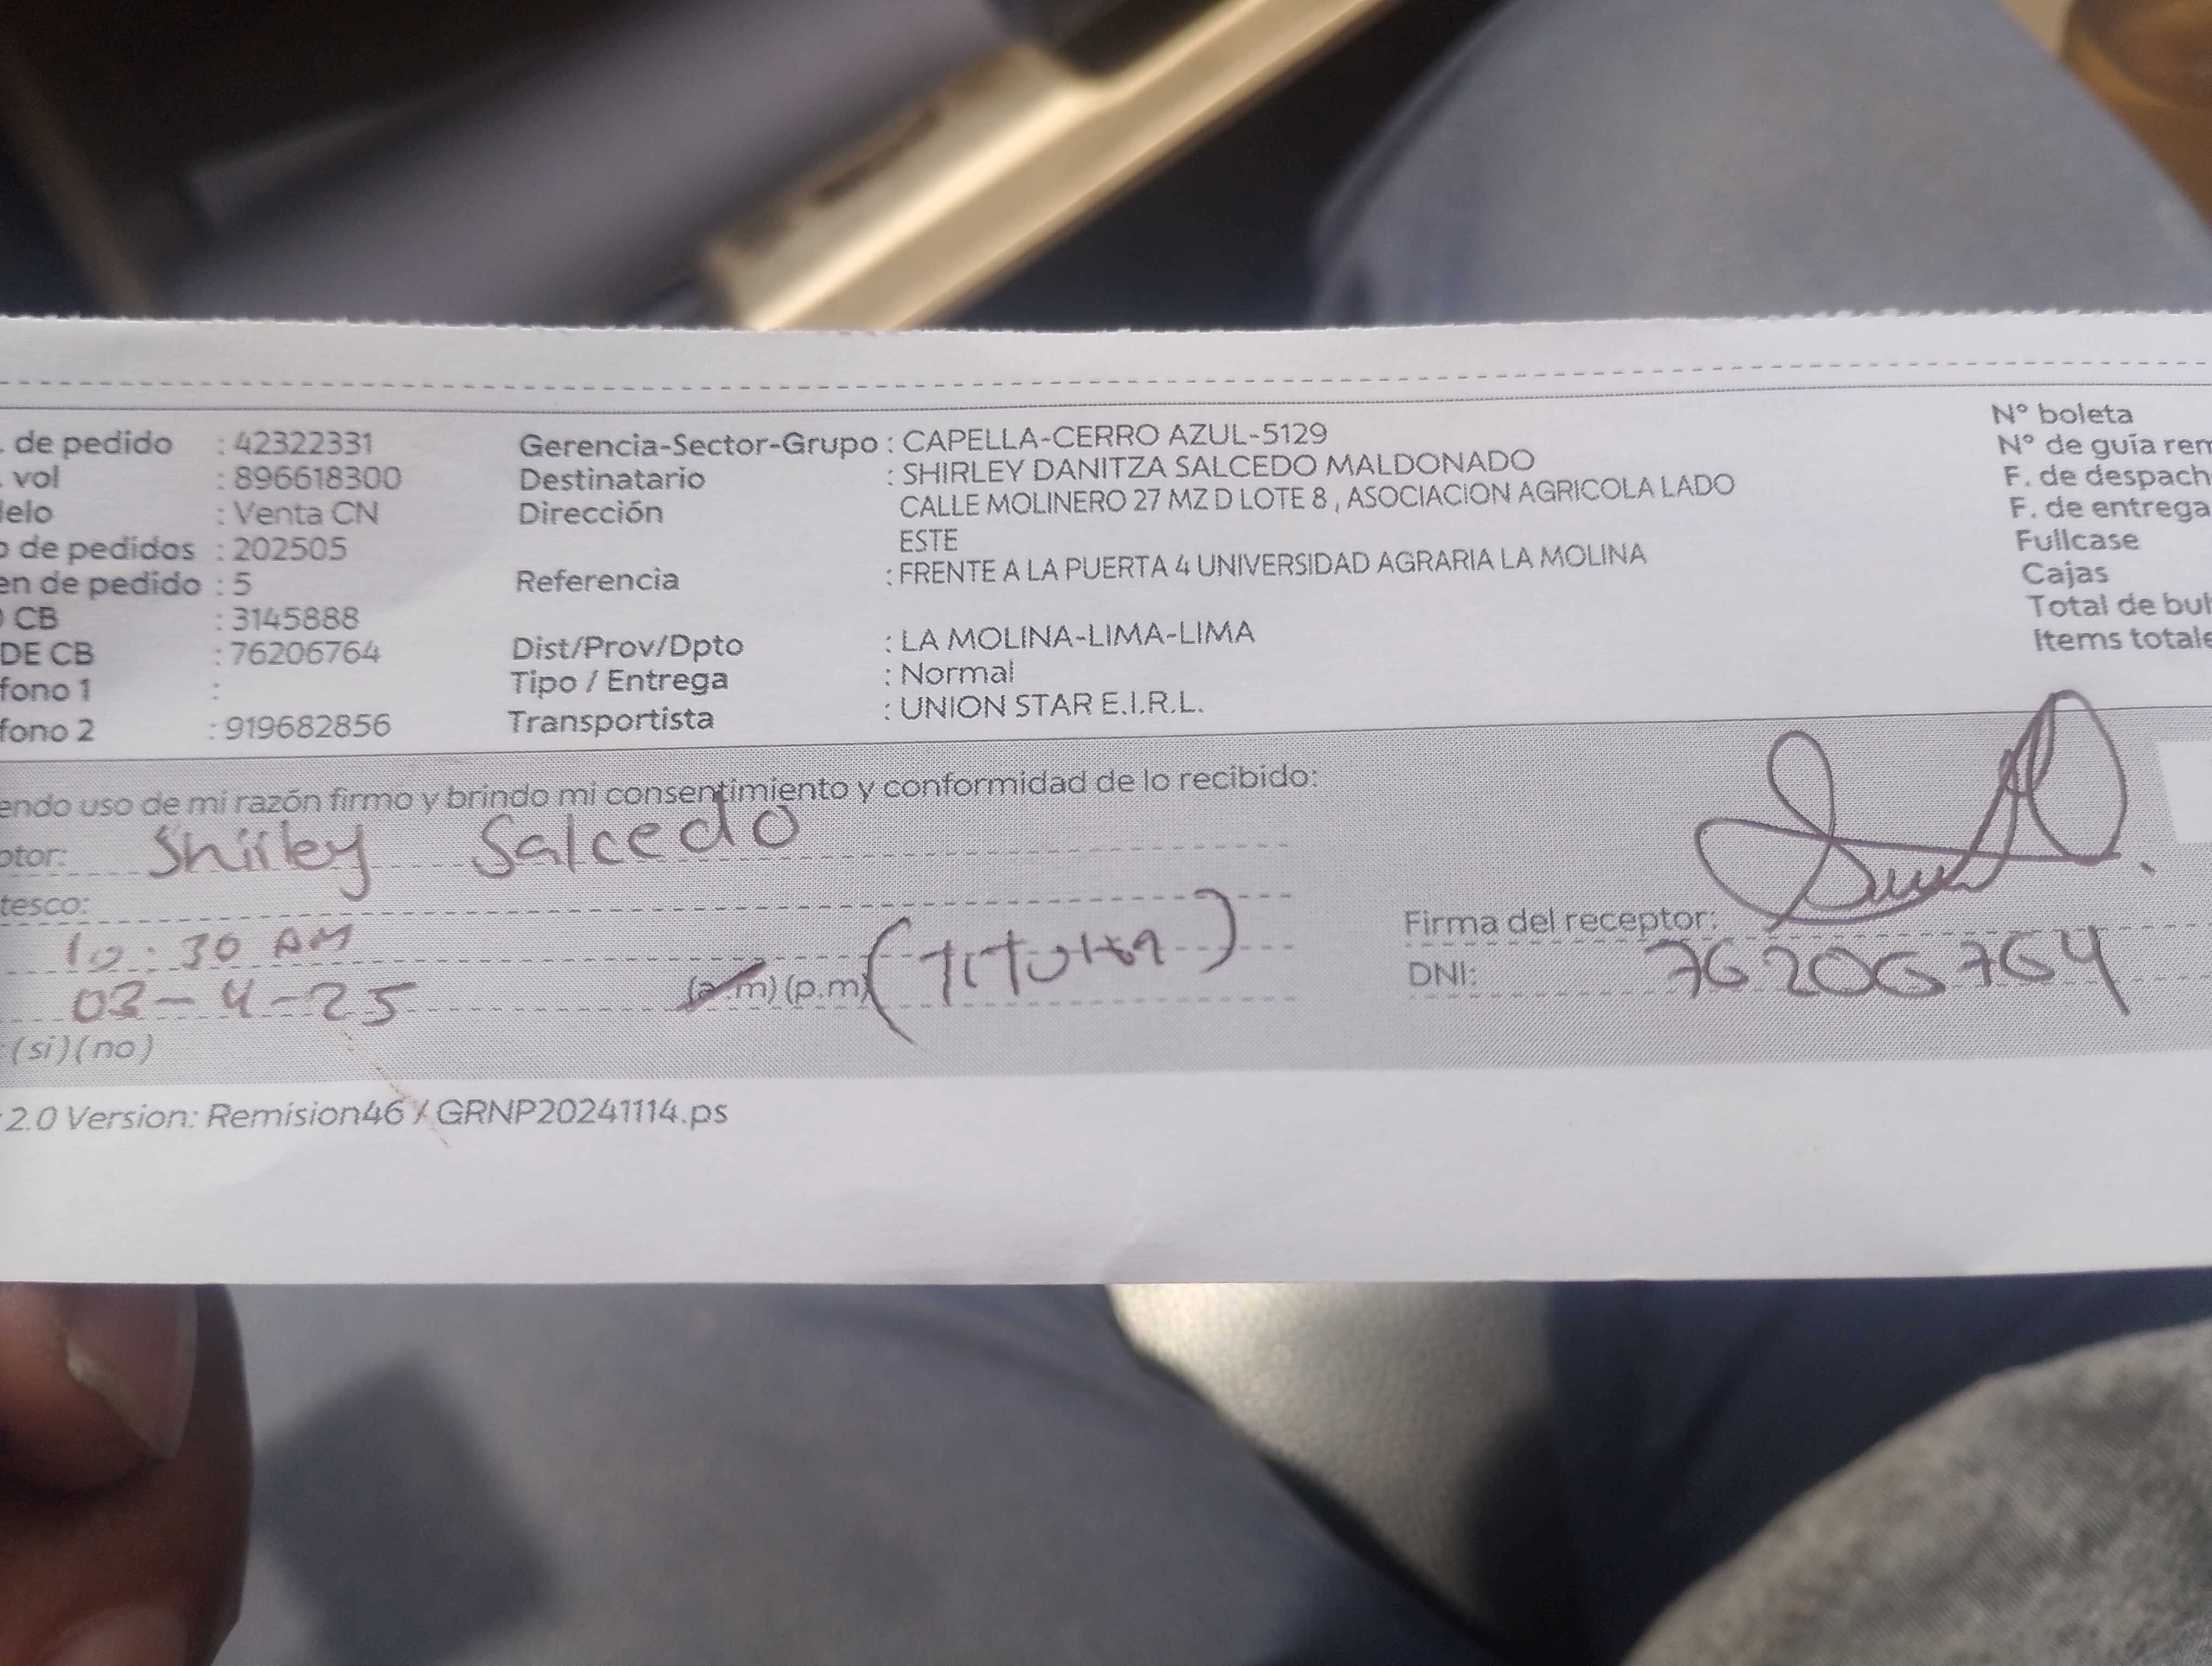 . de pedido : 42322331 Gerencia-Sector-Grupo : CAPELLA-CERRO AZUL-5129 N° boleta
. vol : 896618300 Destinatario : SHIRLEY DANITZA SALCEDO MALDONADO N° de guía rem
elo : Venta CN Dirección CALLE MOLINERO 27 MZ D LOTE 8 , ASOCIACION AGRICOLA LADO F. de despach
o de pedidos : 202505 ESTE F. de entrega
en de pedido : 5 Referencia : FRENTE A LA PUERTA 4 UNIVERSIDAD AGRARIA LA MOLINA Fullcase
CB : 3145888 Cajas
DE CB : 76206764 Dist/Prov/Dpto : LA MOLINA-LIMA-LIMA Total de bul
fono 1 : Tipo / Entrega : Normal Items totale
fono 2 : 919682856 Transportista : UNION STAR E.I.R.L.
endo uso de mi razón firmo y brindo mi consentimiento y conformidad de lo recibido:
ptor: Shirley Salcedo
tesco:
Firma del receptor:
10:30 AM
03-4-25 (a.m) (p.m) DNI: 76206764
: (si) (no)
2.0 Version: Remision46 / GRNP20241114.ps